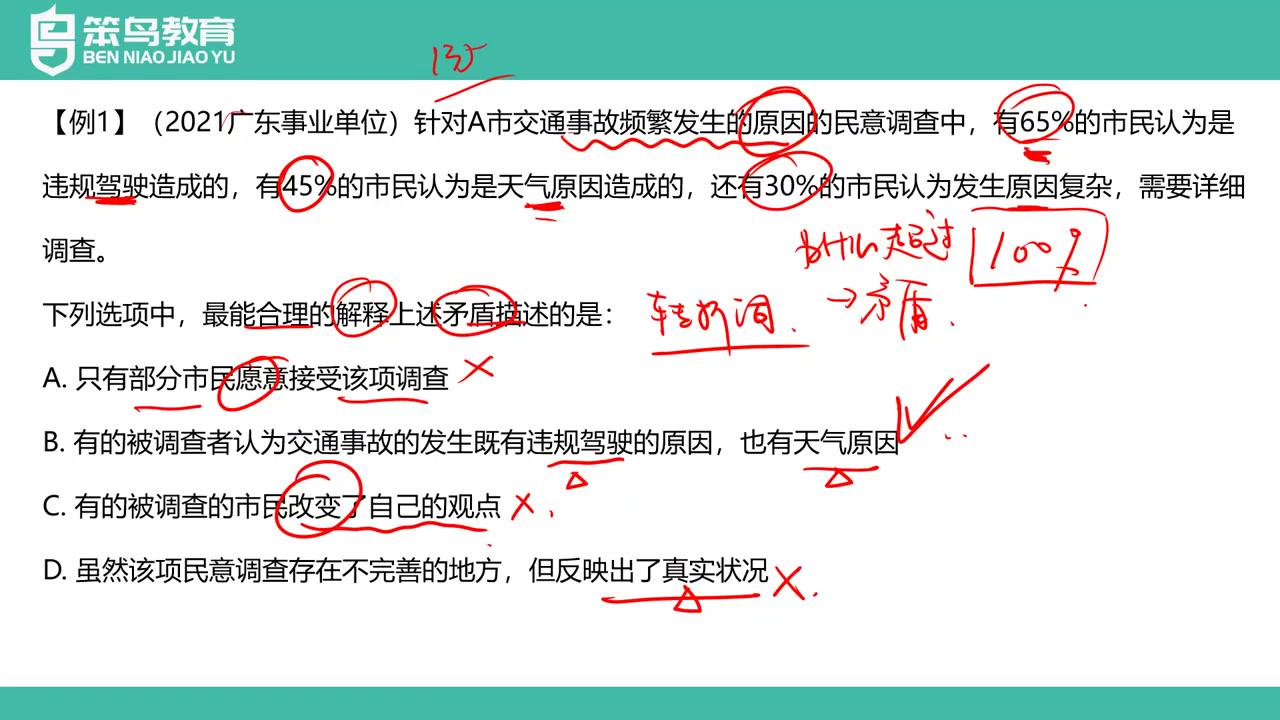 笨鸟教育
BEN NIAO JIAO YU
【例1】（2021广东事业单位）针对A市交通事故频繁发生的原因的民意调查中，有65%的市民认为是
违规驾驶造成的，有45%的市民认为是天气原因造成的，还有30%的市民认为发生原因复杂，需要详细
调查。
为什么超过 100%
下列选项中，最能合理的解释上述矛盾描述的是：
转折词. →矛盾.
A. 只有部分市民愿意接受该项调查
B. 有的被调查者认为交通事故的发生既有违规驾驶的原因，也有天气原因
C. 有的被调查的市民改变了自己的观点
D. 虽然该项民意调查存在不完善的地方，但反映出了真实状况